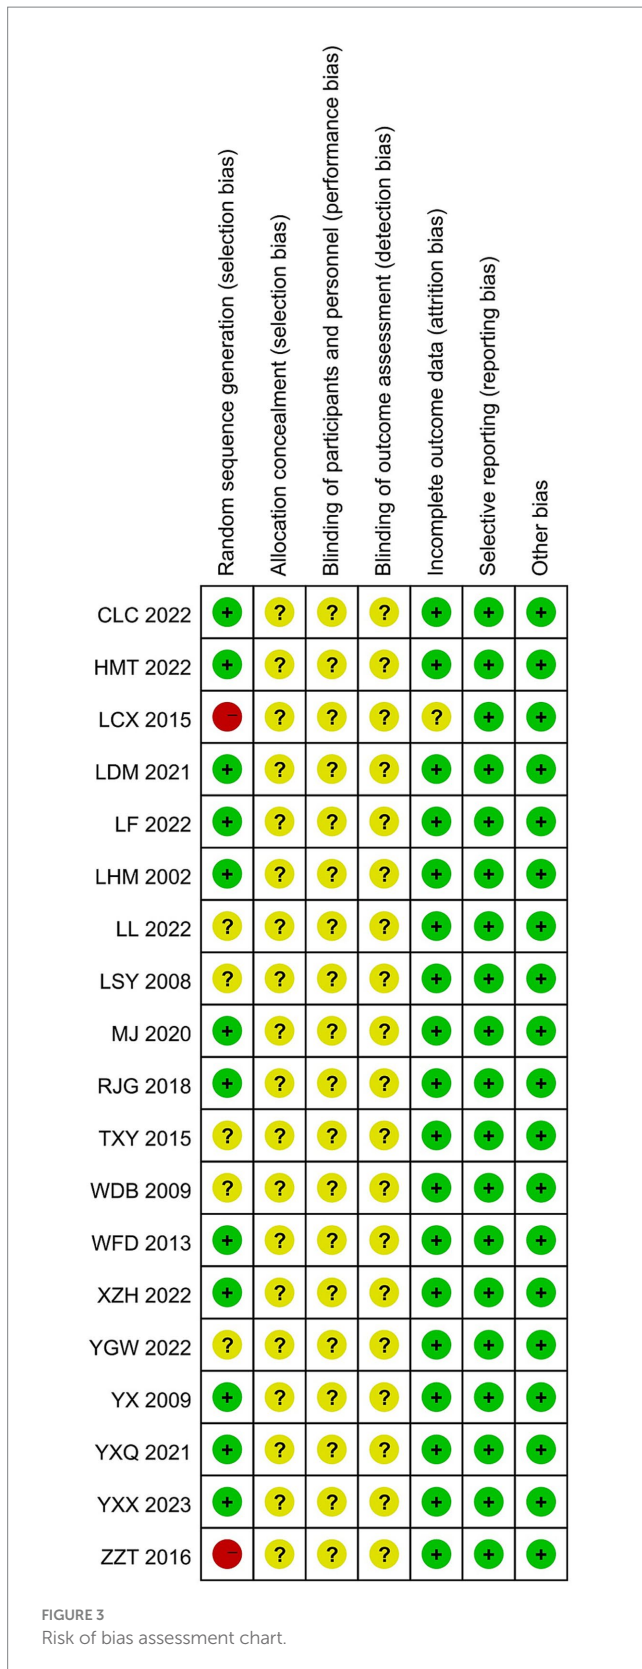 Random sequence generation (selection bias)
Allocation concealment (selection bias)
Blinding of participants and personnel (performance bias)
Blinding of outcome assessment (detection bias)
Incomplete outcome data (attrition bias)
Selective reporting (reporting bias)
Other bias
CLC 2022 + ? ? ? + + +
HMT 2022 + ? ? ? + + +
LCX 2015 – ? ? ? ? + +
LDM 2021 + ? ? ? + + +
LF 2022 + ? ? ? + + +
LHM 2002 + ? ? ? + + +
LL 2022 ? ? ? ? + + +
LSY 2008 ? ? ? ? + + +
MJ 2020 + ? ? ? + + +
RJG 2018 + ? ? ? + + +
TXY 2015 ? ? ? ? + + +
WDB 2009 ? ? ? ? + + +
WFD 2013 + ? ? ? + + +
XZH 2022 + ? ? ? + + +
YGW 2022 ? ? ? ? + + +
YX 2009 + ? ? ? + + +
YXQ 2021 + ? ? ? + + +
YXX 2023 + ? ? ? + + +
ZZT 2016 – ? ? ? + + +
FIGURE 3
Risk of bias assessment chart.